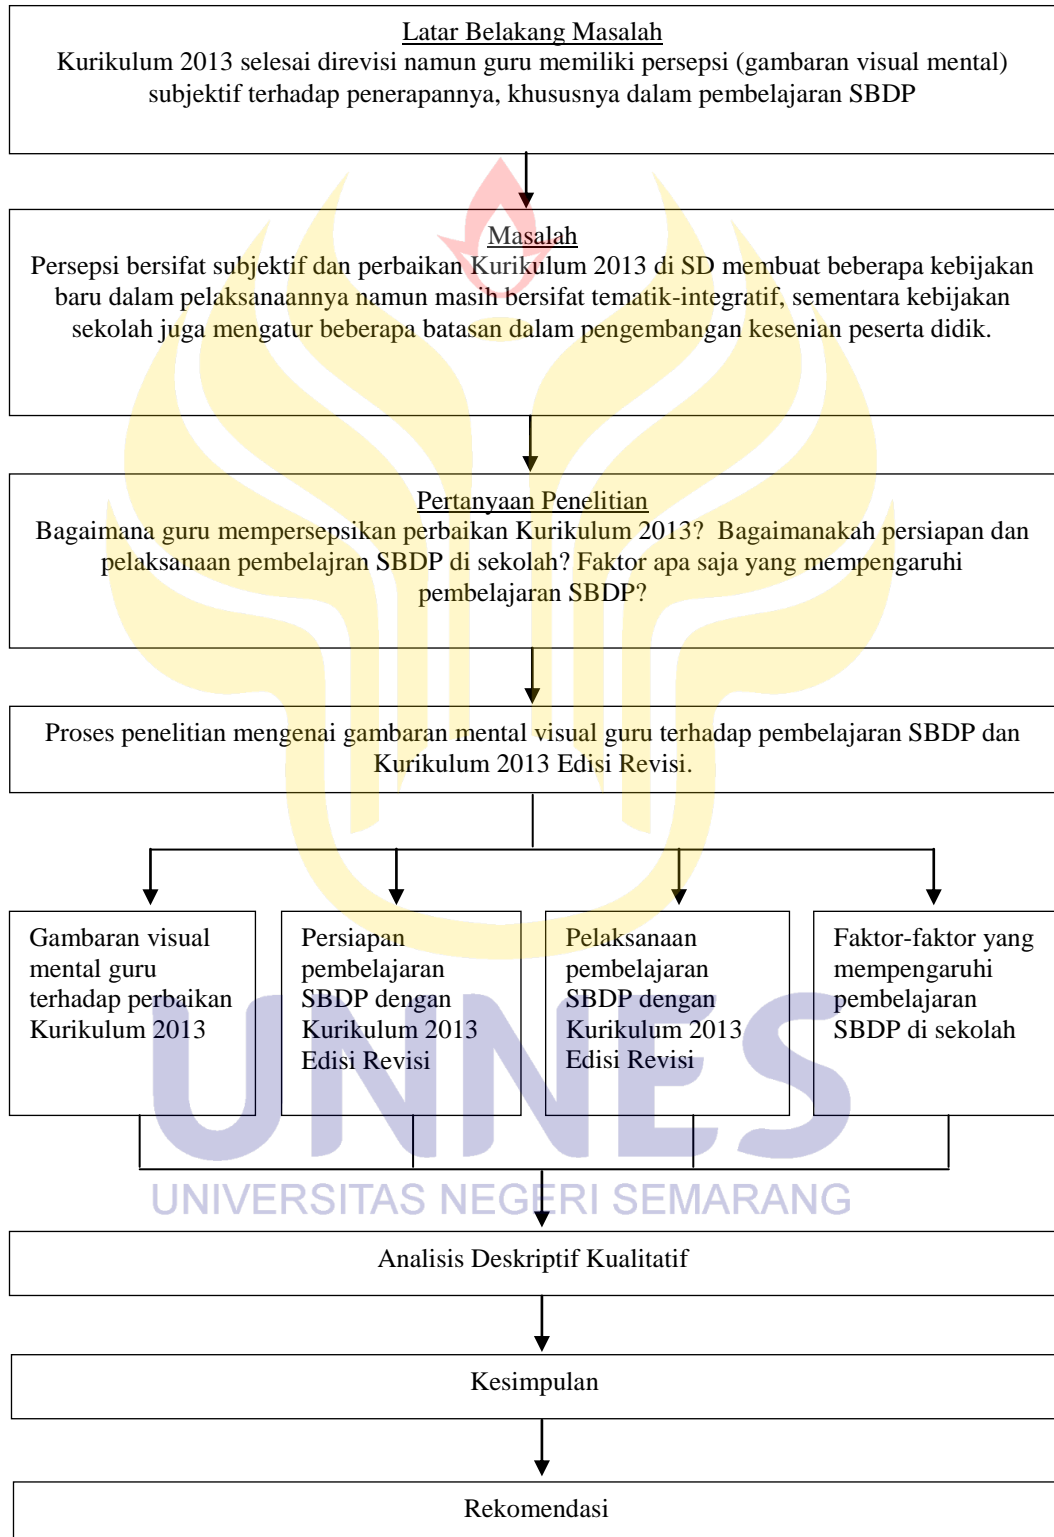 Latar Belakang Masalah
Kurikulum 2013 selesai direvisi namun guru memiliki persepsi (gambaran visual mental)
subjektif terhadap penerapannya, khususnya dalam pembelajaran SBDP
Masalah
Persepsi bersifat subjektif dan perbaikan Kurikulum 2013 di SD membuat beberapa kebijakan
baru dalam pelaksanaannya namun masih bersifat tematik-integratif, sementara kebijakan
sekolah juga mengatur beberapa batasan dalam pengembangan kesenian peserta didik.
Pertanyaan Penelitian
Bagaimana guru mempersepsikan perbaikan Kurikulum 2013? Bagaimanakah persiapan dan
pelaksanaan pembelajran SBDP di sekolah? Faktor apa saja yang mempengaruhi
pembelajaran SBDP?
Proses penelitian mengenai gambaran mental visual guru terhadap pembelajaran SBDP dan
Kurikulum 2013 Edisi Revisi.
Gambaran visual
mental guru
terhadap perbaikan
Kurikulum 2013
Persiapan
pembelajaran
SBDP dengan
Kurikulum 2013
Edisi Revisi
Pelaksanaan
pembelajaran
SBDP dengan
Kurikulum 2013
Edisi Revisi
Faktor-faktor yang
mempengaruhi
pembelajaran
SBDP di sekolah
UNNES
UNIVERSITAS NEGERI SEMARANG
Analisis Deskriptif Kualitatif
Kesimpulan
Rekomendasi